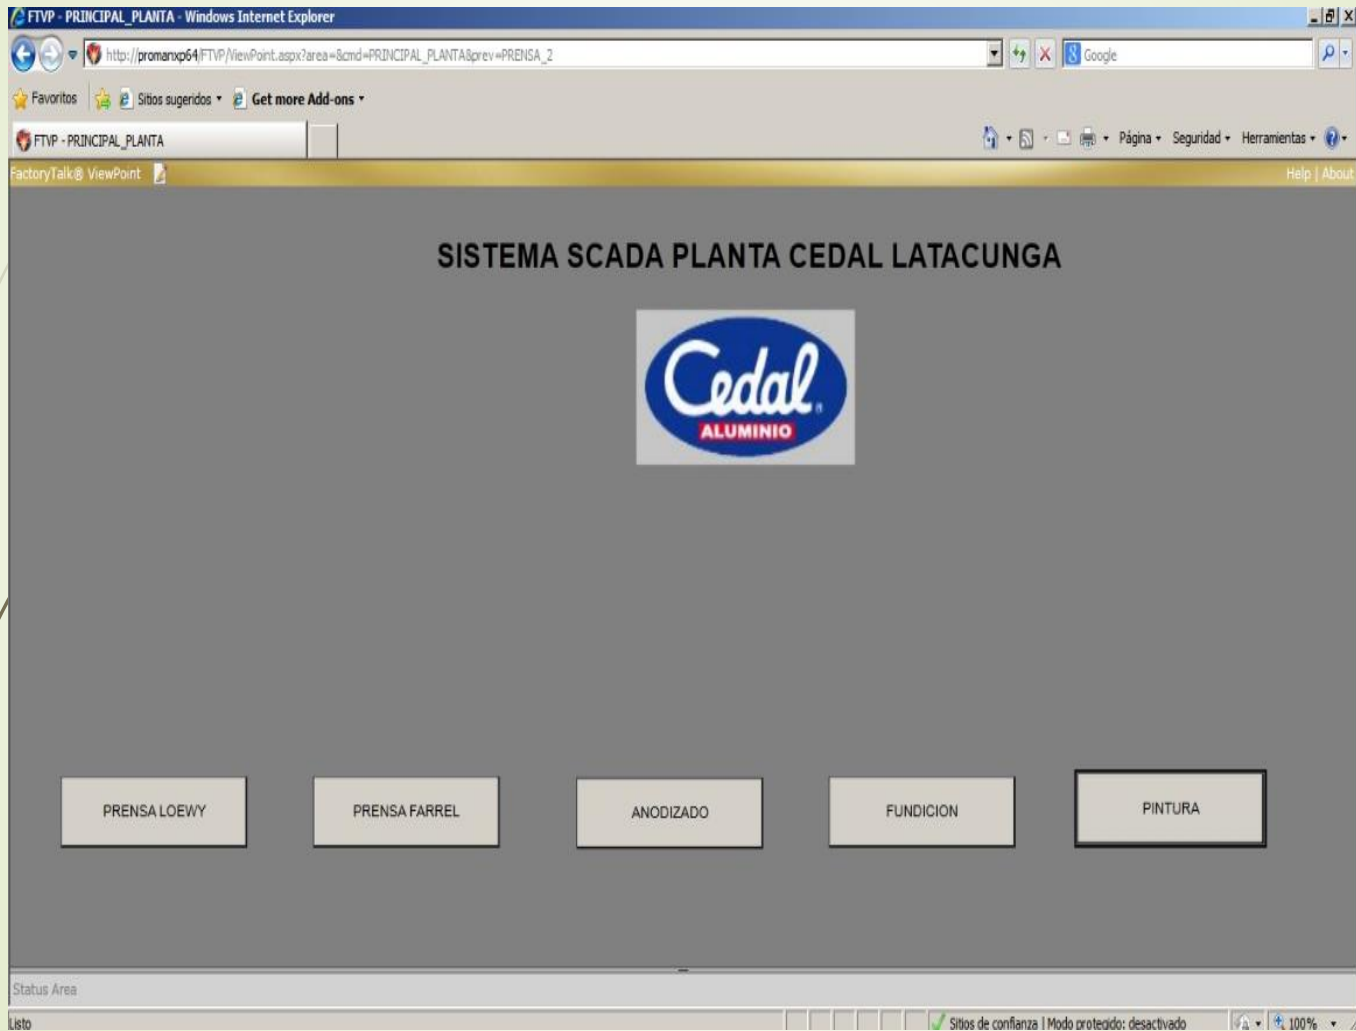 FTVP - PRINCIPAL_PLANTA - Windows Internet Explorer
http://promanxp64/FTVP/ViewPoint.aspx?area=&cmd=PRINCIPAL_PLANTA&prev=PRENSA_2
Google
Favoritos Sitios sugeridos Get more Add-ons
FTVP - PRINCIPAL_PLANTA Página Seguridad Herramientas
FactoryTalk® ViewPoint Help | About
SISTEMA SCADA PLANTA CEDAL LATACUNGA
Cedal®
ALUMINIO
PRENSA LOEWY PRENSA FARREL ANODIZADO FUNDICION PINTURA
Status Area
Listo Sitios de confianza | Modo protegido: desactivado 100%